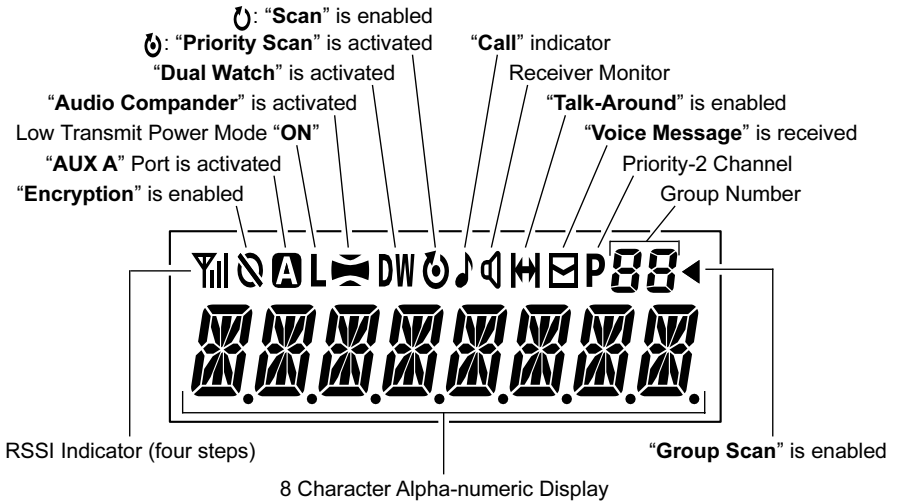 : “Scan” is enabled
: “Priority Scan” is activated
“Call” indicator
“Dual Watch” is activated
Receiver Monitor
“Audio Compander” is activated
“Talk-Around” is enabled
Low Transmit Power Mode “ON”
“Voice Message” is received
“AUX A” Port is activated
Priority-2 Channel
“Encryption” is enabled
Group Number
A L DW P 88
RSSI Indicator (four steps)
“Group Scan” is enabled
8 Character Alpha-numeric Display